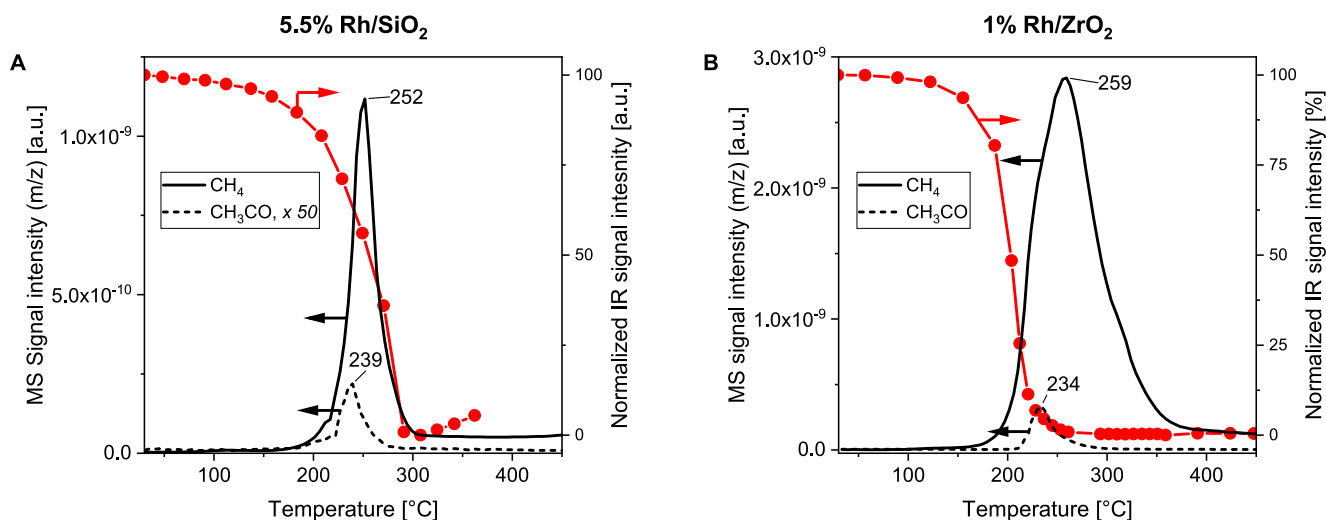 5.5% Rh/SiO₂
A
MS Signal intensity (m/z) [a.u.]
1.0x10⁻⁹
5.0x10⁻¹⁰
0.0
CH₄
CH₃CO, x 50
252
239
100
50
0
Normalized IR signal intesnity [a.u.]
100
200
300
400
Temperature [°C]
1% Rh/ZrO₂
B
MS signal intensity (m/z) [a.u.]
3.0x10⁻⁹
2.0x10⁻⁹
1.0x10⁻⁹
0.0
CH₄
CH₃CO
259
234
100
75
50
25
0
Normalized IR signal intensity [%]
100
200
300
400
Temperature [°C]